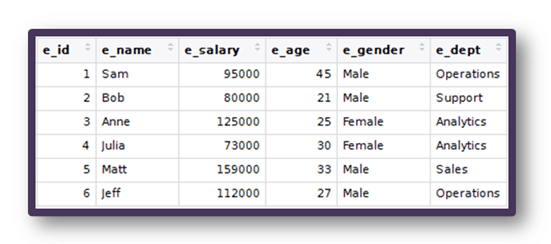 e_id e_name e_salary e_age e_gender e_dept
1 Sam 95000 45 Male Operations
2 Bob 80000 21 Male Support
3 Anne 125000 25 Female Analytics
4 Julia 73000 30 Female Analytics
5 Matt 159000 33 Male Sales
6 Jeff 112000 27 Male Operations